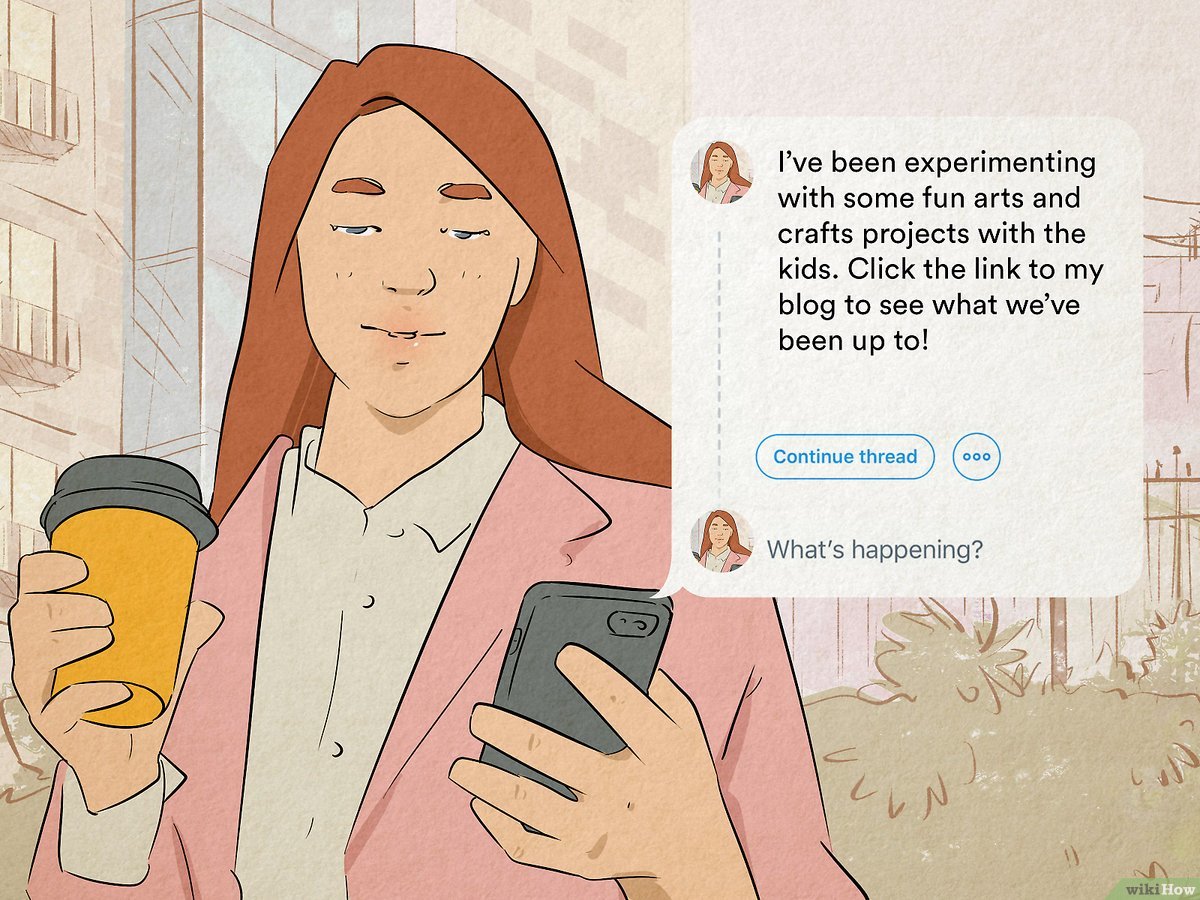 I’ve been experimenting
with some fun arts and
crafts projects with the
kids. Click the link to my
blog to see what we’ve
been up to!
Continue thread
What’s happening?
wikiHow